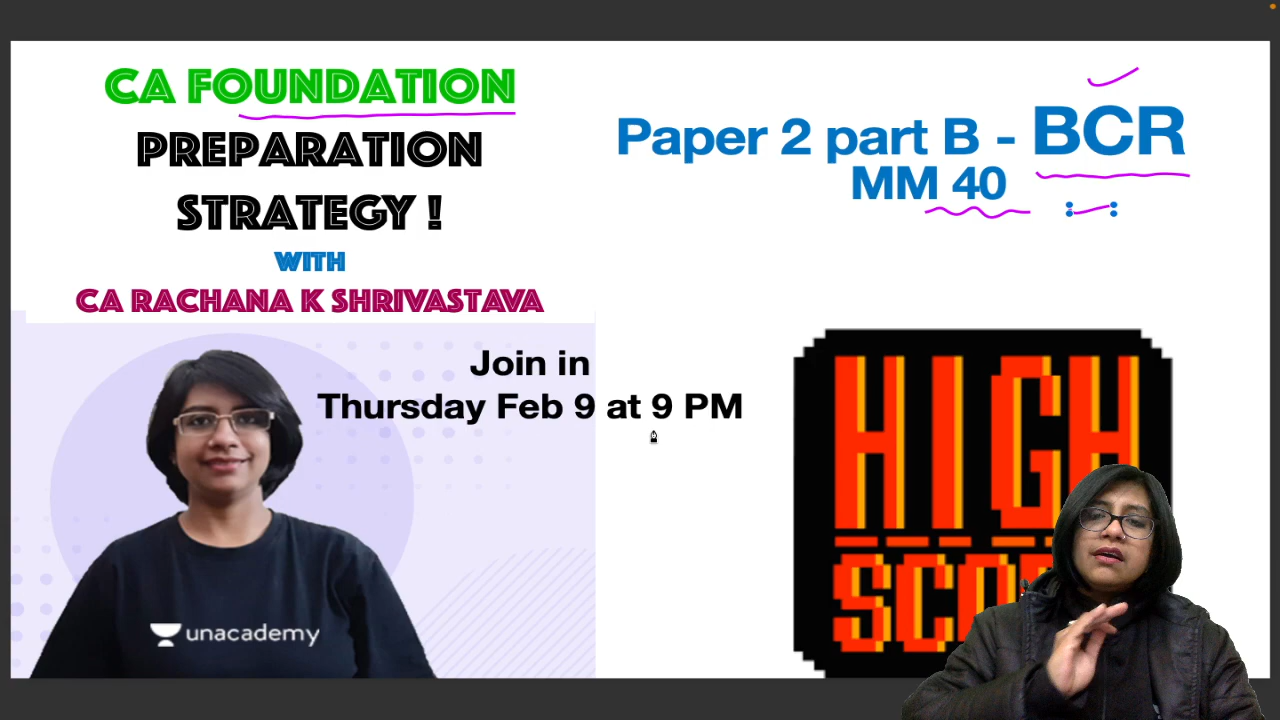 CA FOUNDATION
PREPARATION
STRATEGY !
WITH
CA RACHANA K SHRIVASTAVA
Paper 2 part B - BCR
MM 40
Join in
Thursday Feb 9 at 9 PM
unacademy
HIGH